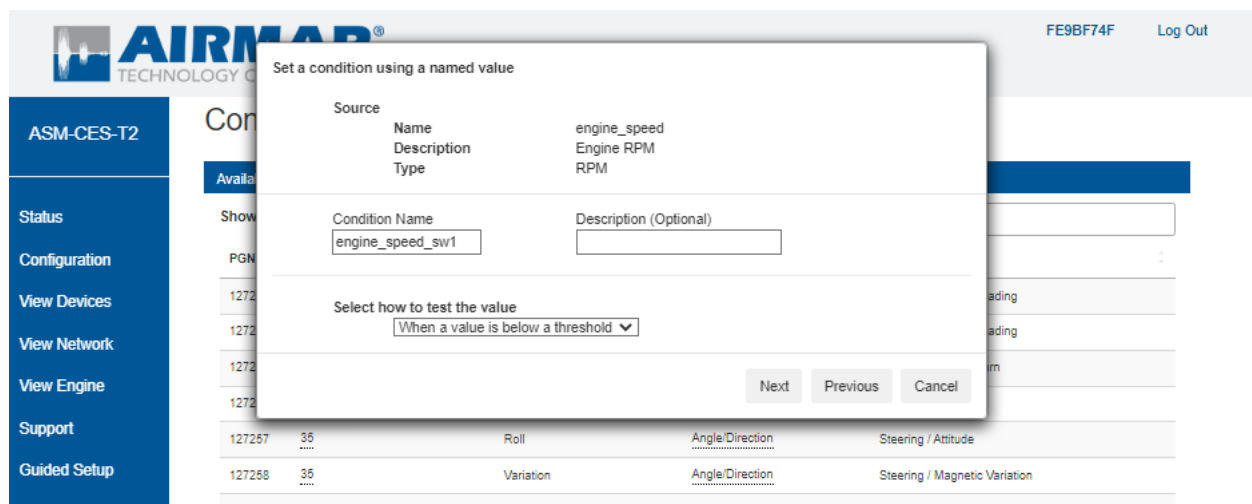 AIRMAR®
TECHNOLOGY C
FE9BF74F Log Out
ASM-CES-T2
Status
Configuration
View Devices
View Network
View Engine
Support
Guided Setup
Con
Availa
Show
PGN
1272
1272
1272
1272
Set a condition using a named value
Source
Name engine_speed
Description Engine RPM
Type RPM
Condition Name Description (Optional)
engine_speed_sw1
Select how to test the value
When a value is below a threshold
Next Previous Cancel
ading
ading
rn
127257 35 Roll Angle/Direction Steering / Attitude
127258 35 Variation Angle/Direction Steering / Magnetic Variation